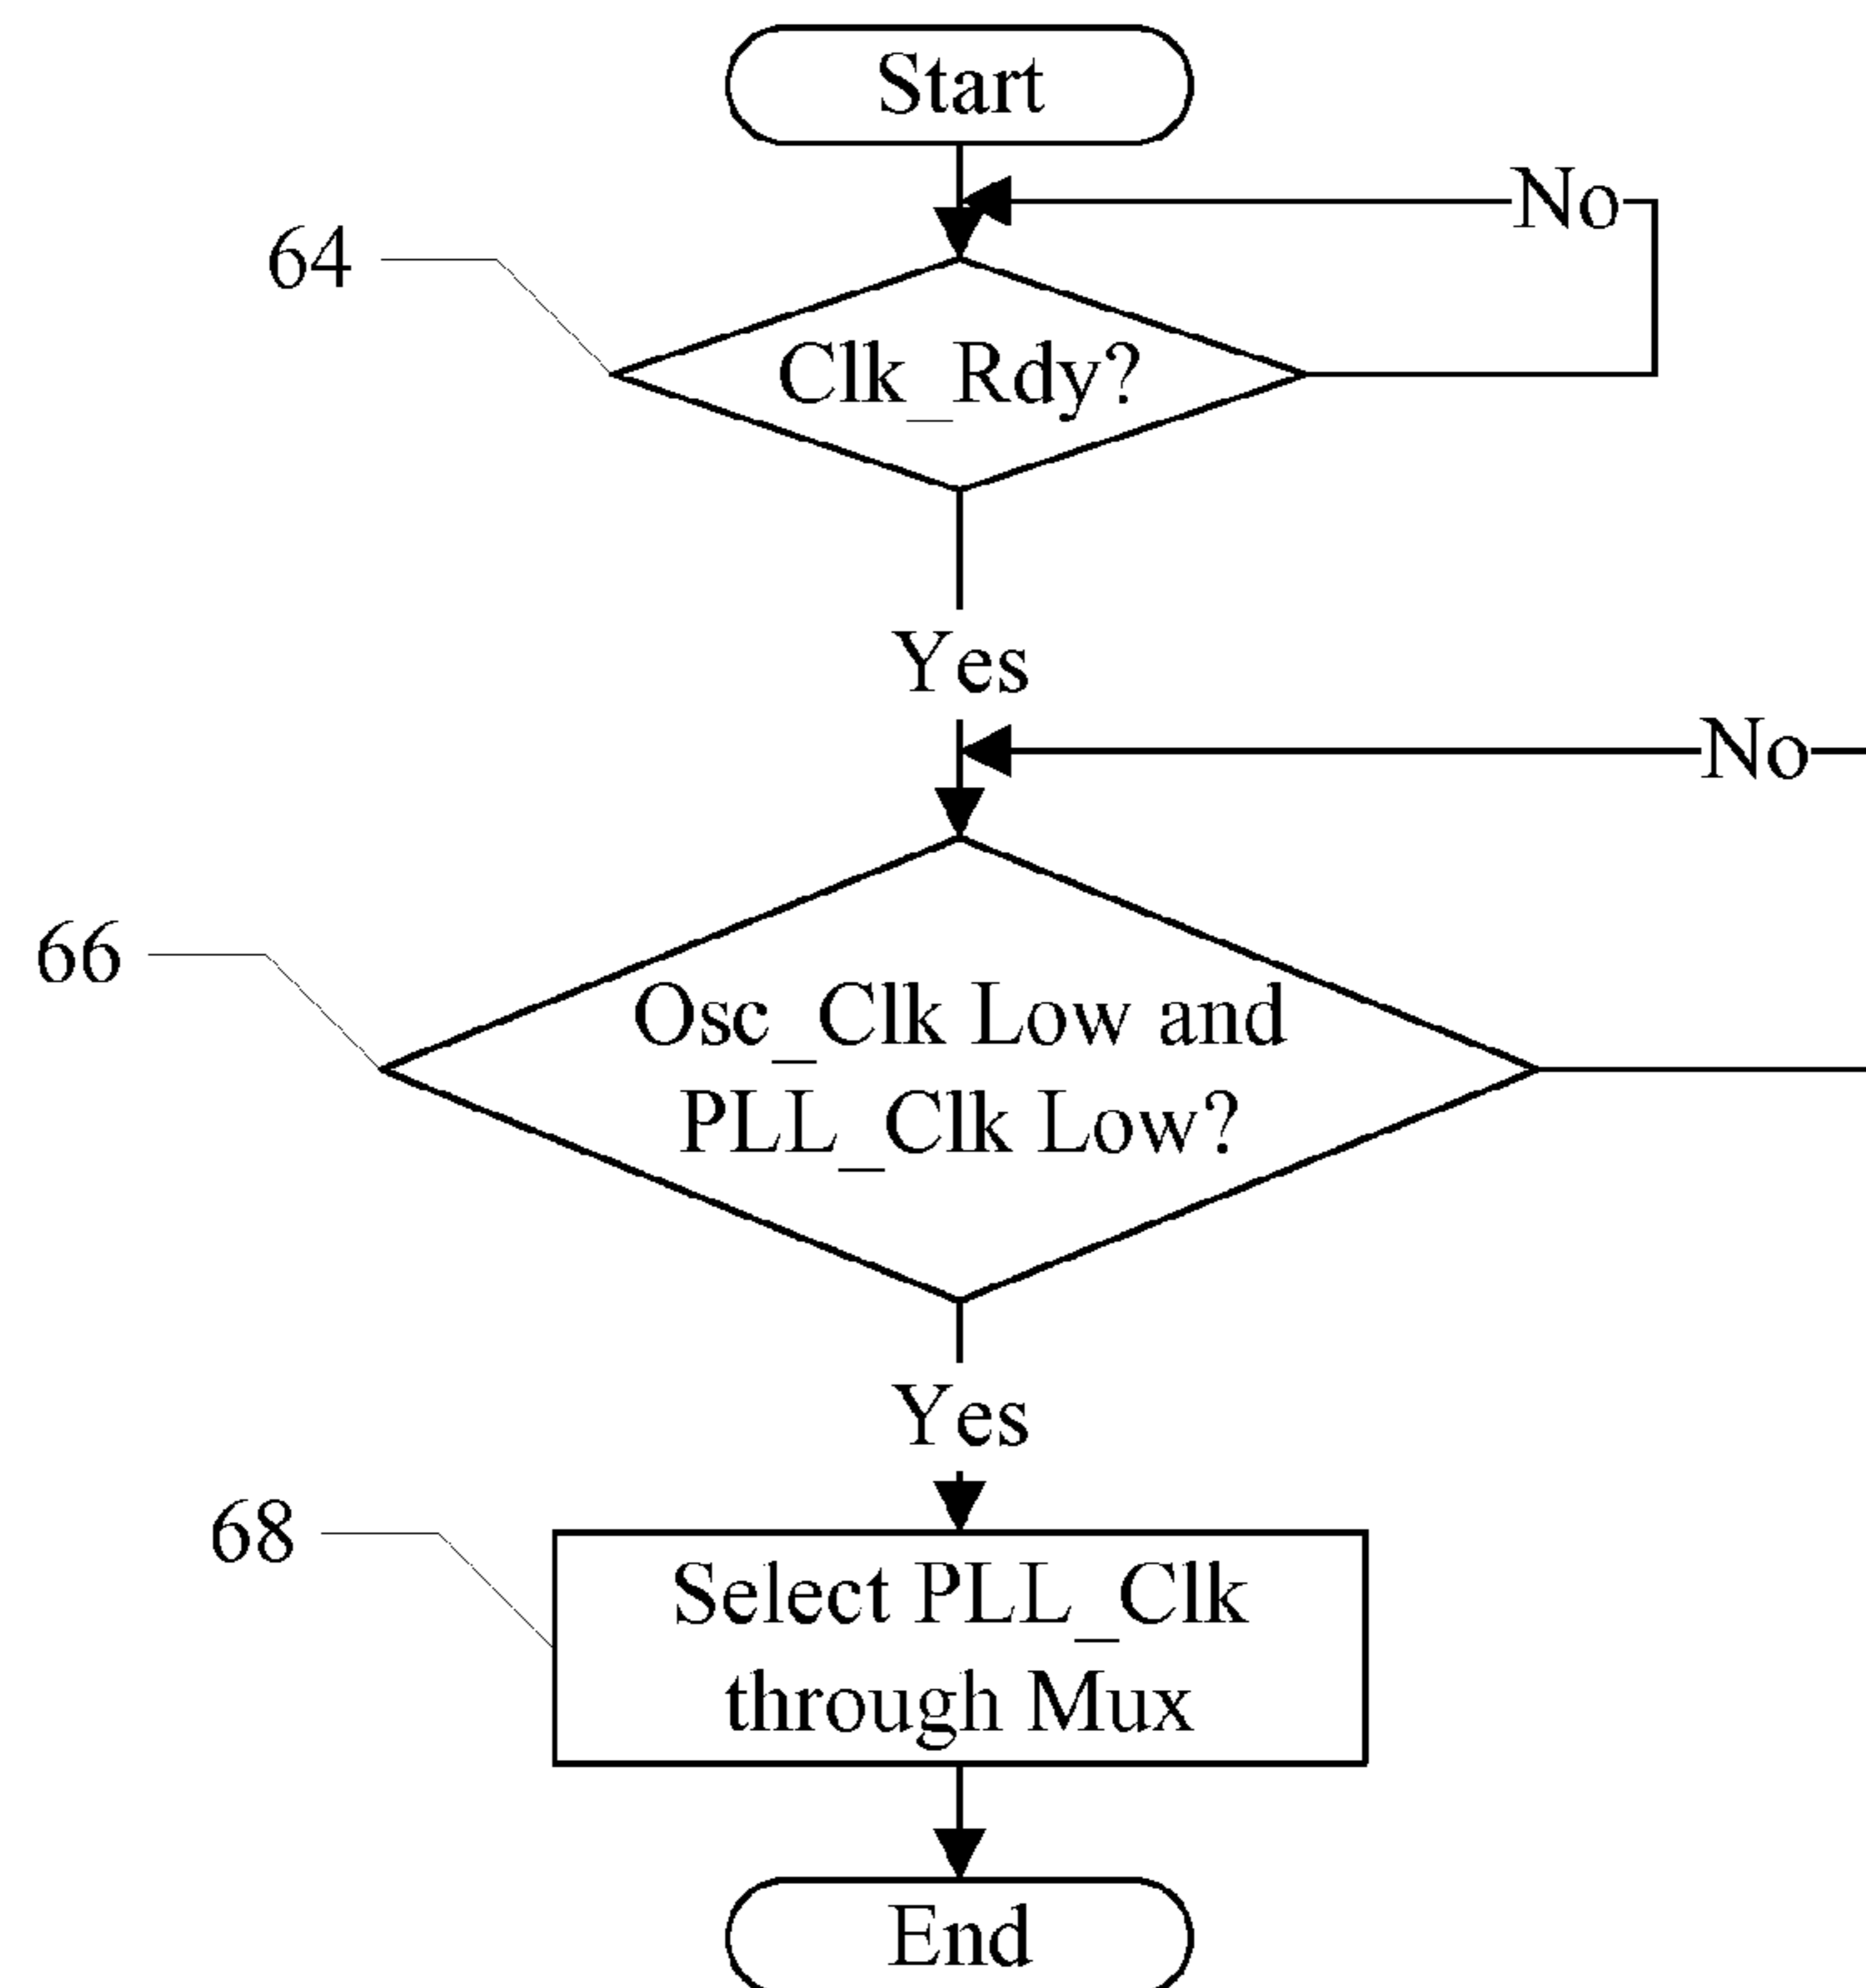 Start
No
64
Clk_Rdy?
Yes
No
66
Osc_Clk Low and
PLL_Clk Low?
Yes
68
Select PLL_Clk
through Mux
End